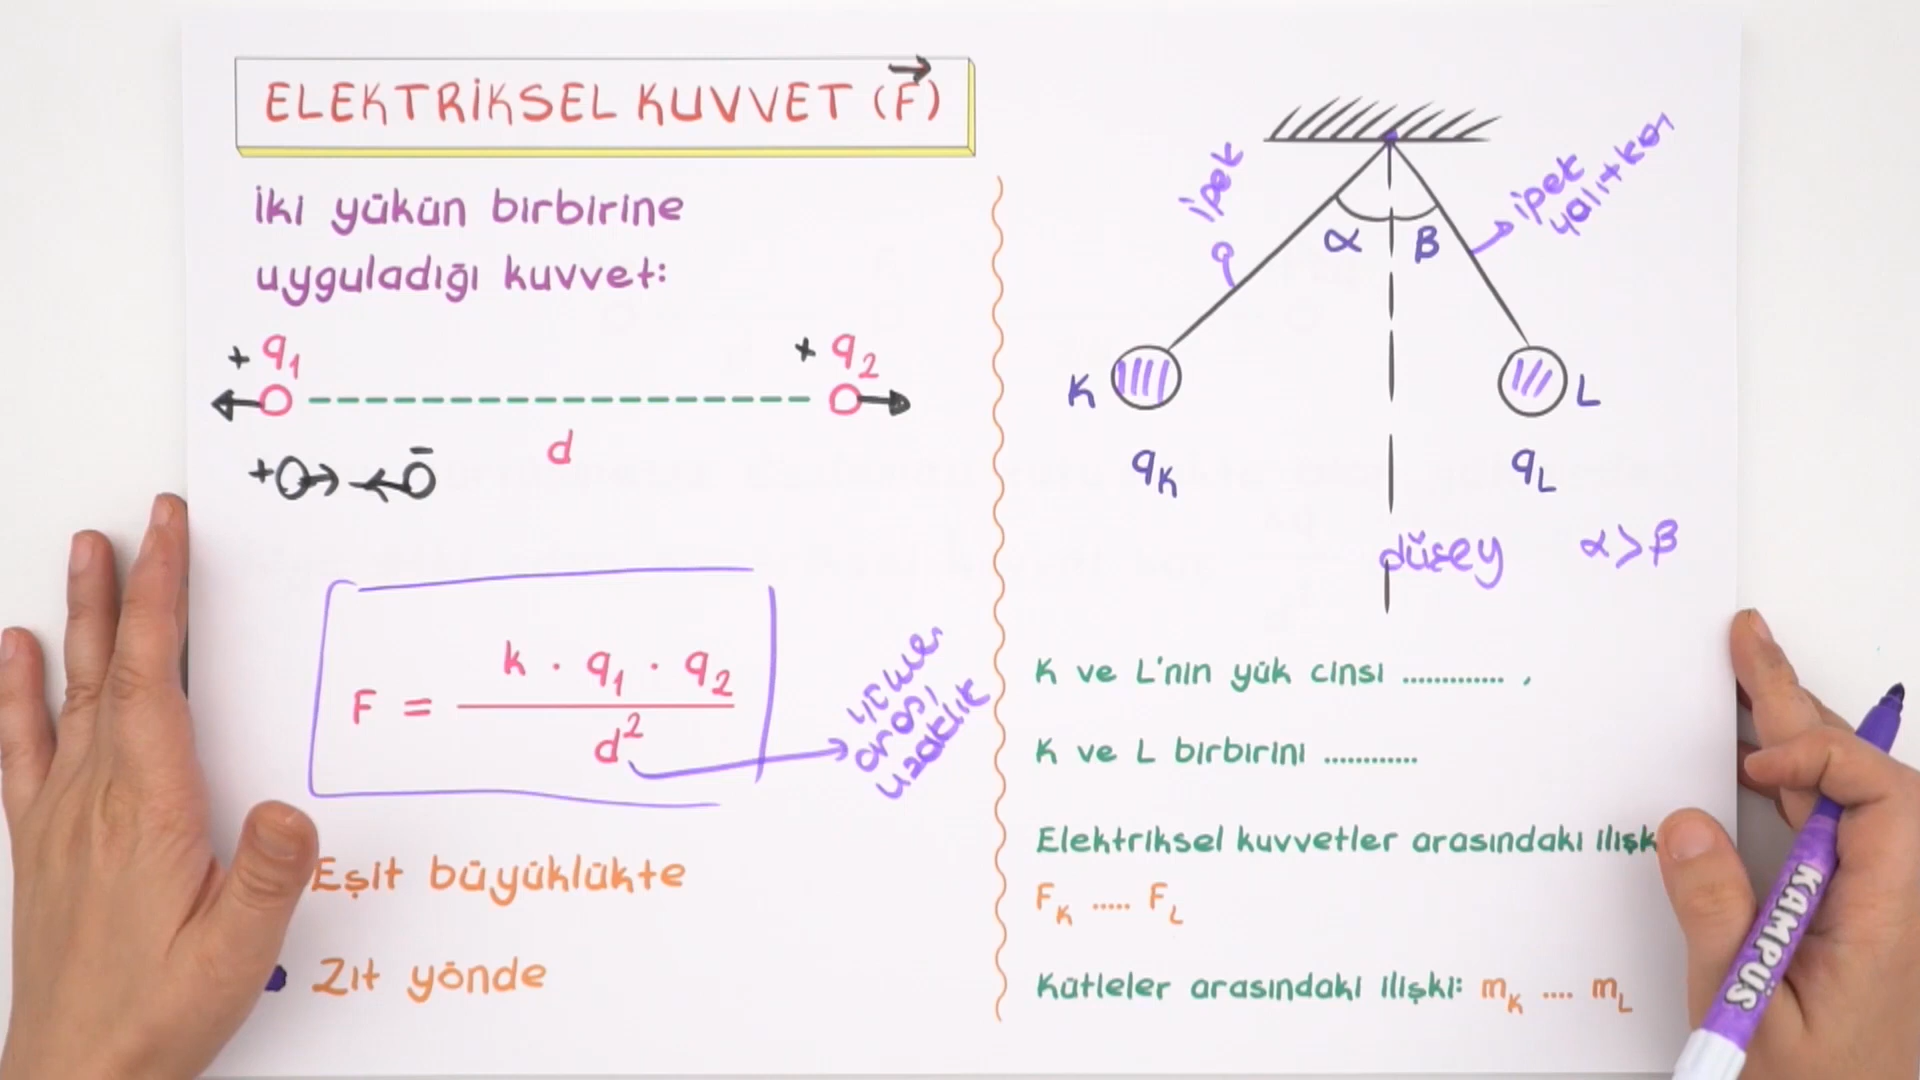 ELEKTRİKSEL KUVVET (F)
İki yükün birbirine
uyguladığı kuvvet:
+ q1
+ q2
d
+ -
F = k . q1 . q2
d2
yükler
arası
uzaklık
Eşit büyüklükte
Zıt yönde
ipek
ipek
yalıtkan
α β
K L
qK qL
düşey α>β
K ve L'nin yük cinsi ............. ,
K ve L birbirini ............
Elektriksel kuvvetler arasındaki ilişk
FK ..... FL
Kütleler arasındaki ilişki: mK .... mL
KAMPÜS